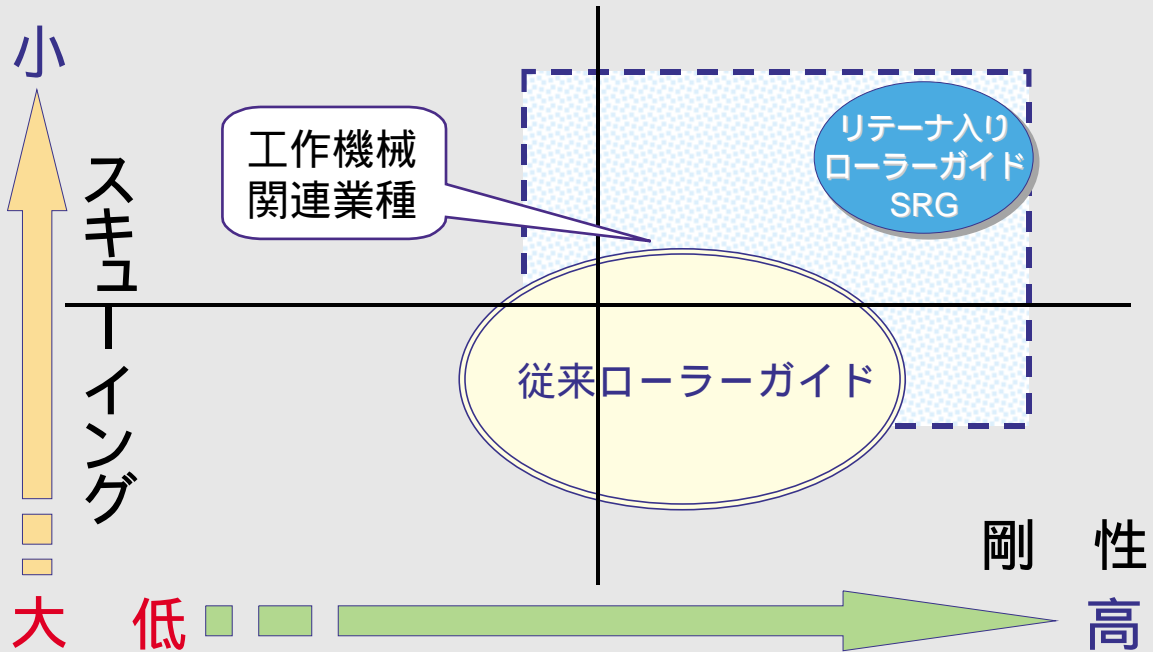 小
スキューイング
工作機械
関連業種
リテーナ入り
ローラーガイド
SRG
従来ローラーガイド
剛 性
大
低
高